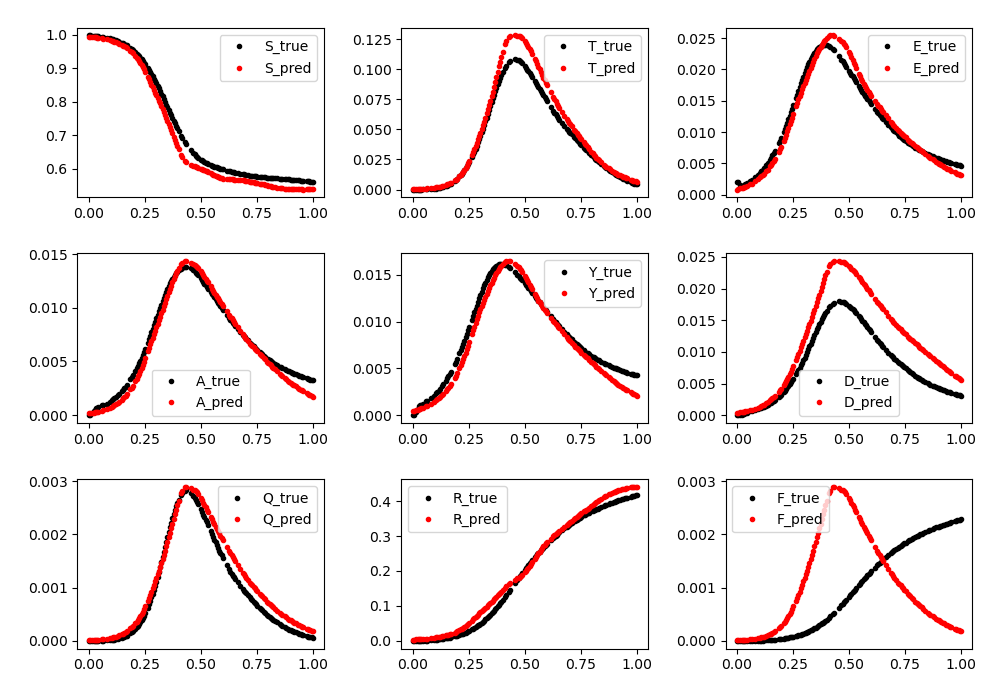 1.0
0.9
0.8
0.7
0.6
0.00 0.25 0.50 0.75 1.00
S_true
S_pred
0.125
0.100
0.075
0.050
0.025
0.000
0.00 0.25 0.50 0.75 1.00
T_true
T_pred
0.025
0.020
0.015
0.010
0.005
0.000
0.00 0.25 0.50 0.75 1.00
E_true
E_pred
0.015
0.010
0.005
0.000
0.00 0.25 0.50 0.75 1.00
A_true
A_pred
0.015
0.010
0.005
0.000
0.00 0.25 0.50 0.75 1.00
Y_true
Y_pred
0.025
0.020
0.015
0.010
0.005
0.000
0.00 0.25 0.50 0.75 1.00
D_true
D_pred
0.003
0.002
0.001
0.000
0.00 0.25 0.50 0.75 1.00
Q_true
Q_pred
0.4
0.3
0.2
0.1
0.0
0.00 0.25 0.50 0.75 1.00
R_true
R_pred
0.003
0.002
0.001
0.000
0.00 0.25 0.50 0.75 1.00
F_true
F_pred